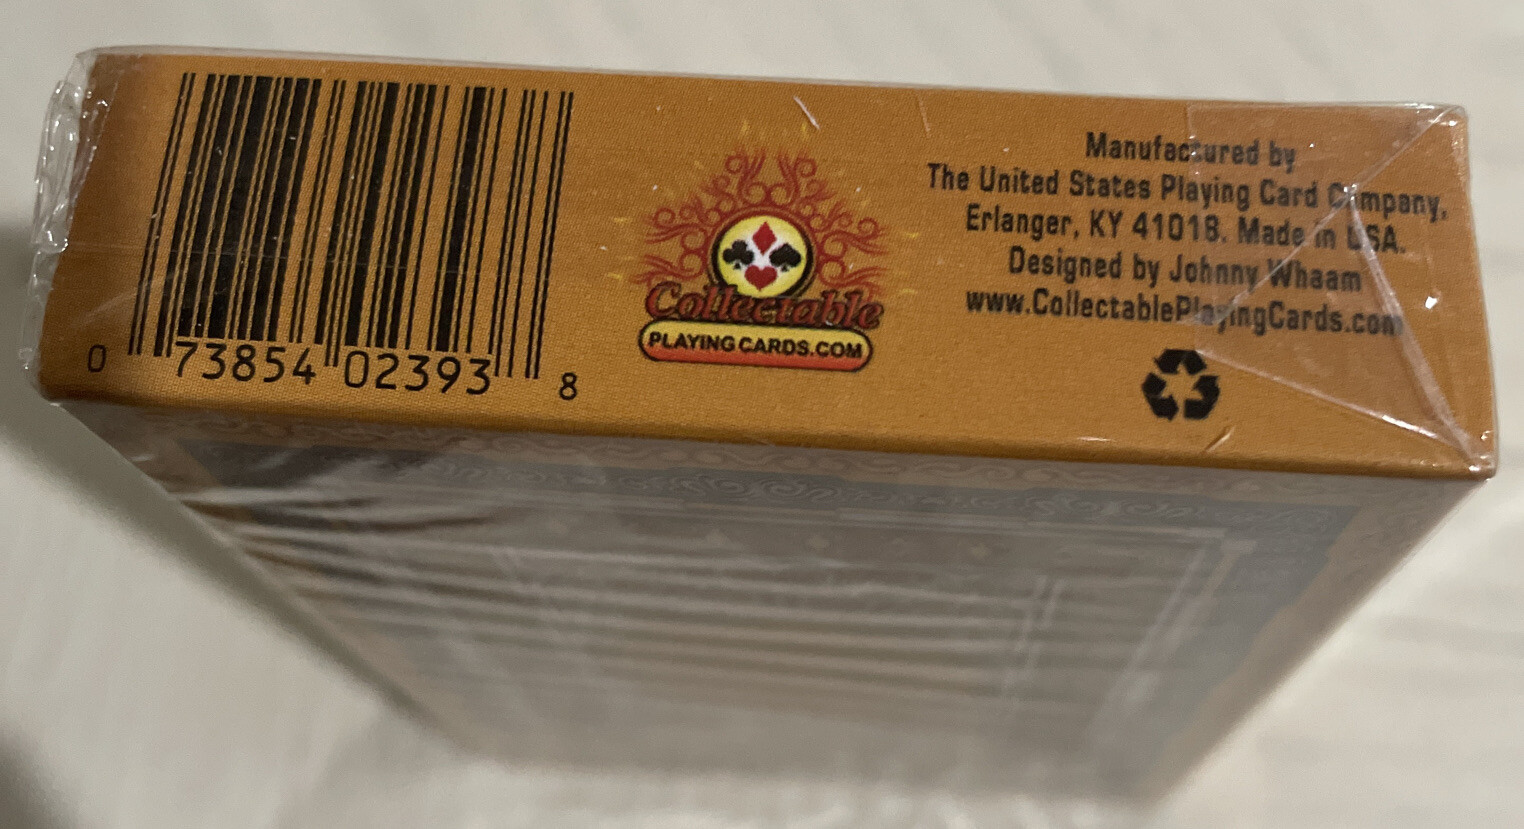 0 73854 02393 8
Collectable
PLAYING CARDS.COM
Manufactured by
The United States Playing Card Company,
Erlanger, KY 41018. Made in USA.
Designed by Johnny Whaam
www.CollectablePlayingCards.com